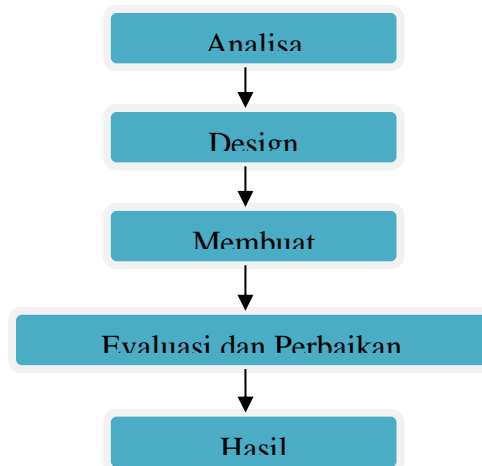 Analisa
Design
Membuat
Evaluasi dan Perbaikan
Hasil